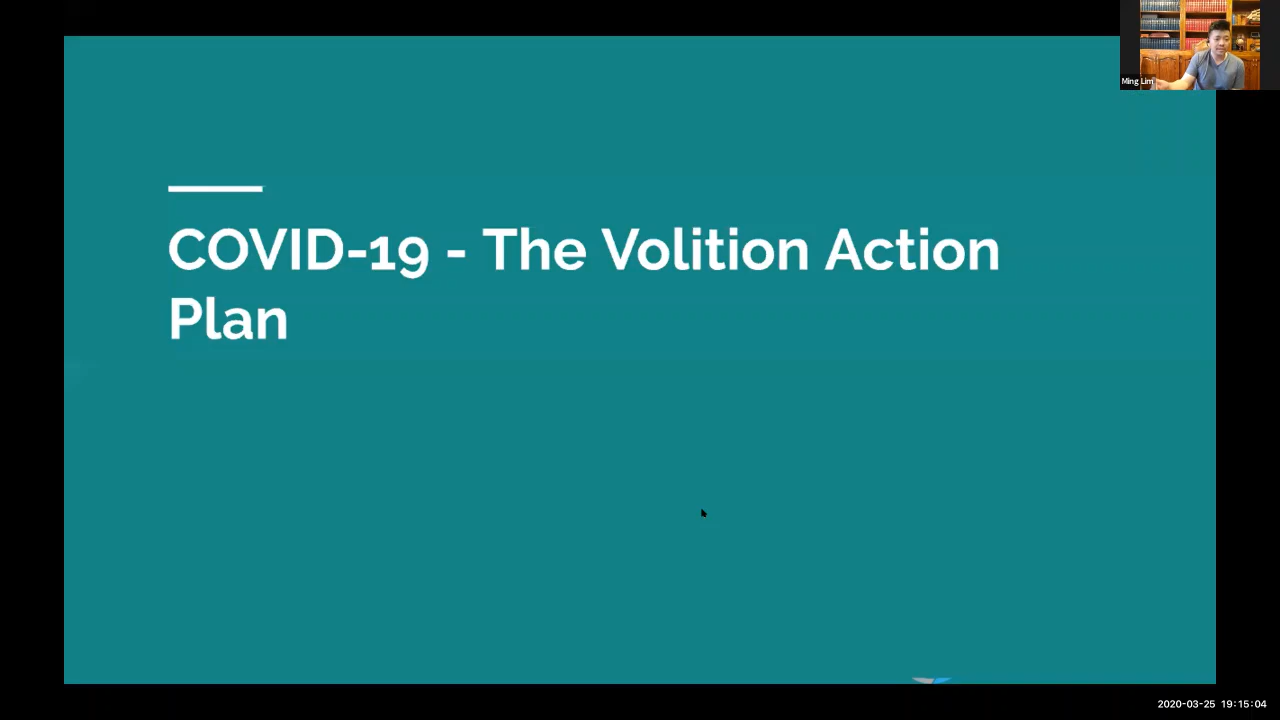 Ming Lim
COVID-19 - The Volition Action
Plan
2020-03-25 19:15:04